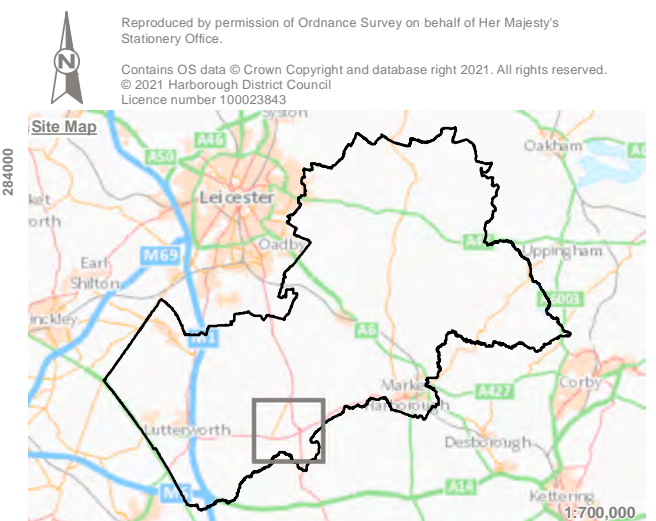 Reproduced by permission of Ordnance Survey on behalf of Her Majesty's
Stationery Office.
N
Contains OS data © Crown Copyright and database right 2021. All rights reserved.
© 2021 Harborough District Council
Licence number 100023843
284000
Site Map
Syston
A46
A50
Oakham
Leicester
M69
Oadby
Uppingham
Earl
Shilton
A6003
inckley
M1
A6
Market
Harborough
A427
Corby
Lutterworth
Desborough
A14
M6
Kettering
1:700,000